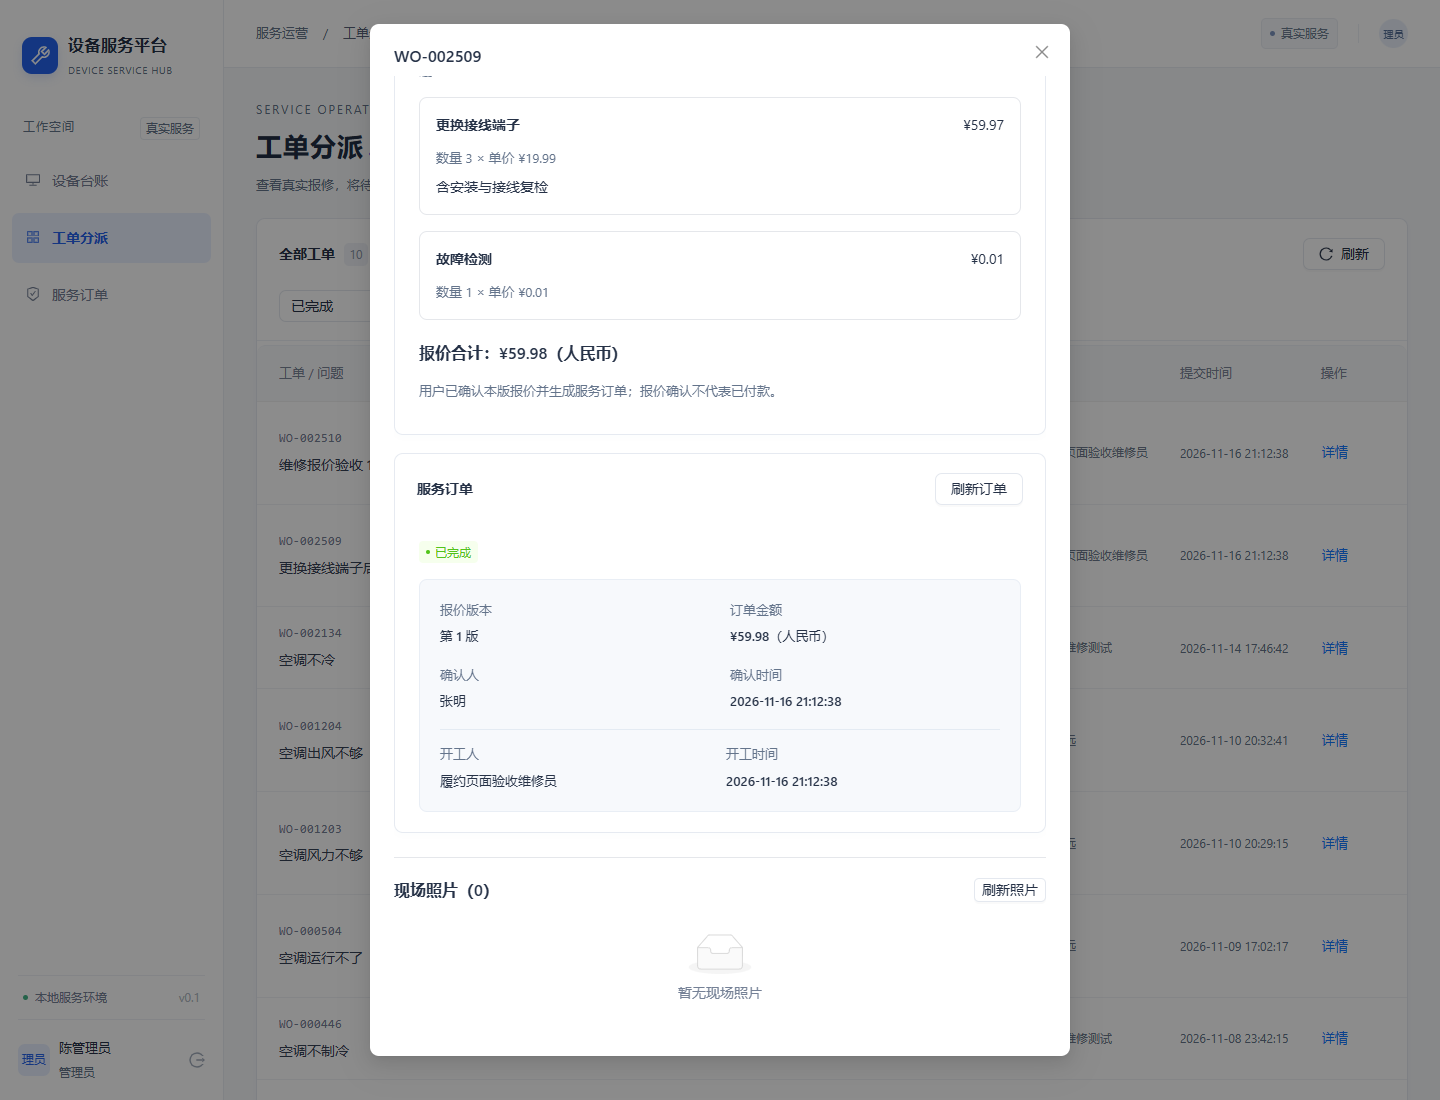 设备服务平台
DEVICE SERVICE HUB
工作空间
真实服务
设备台账
工单分派
服务订单
本地服务环境
v0.1
理员
陈管理员
管理员
服务运营 / 工单
真实服务
理员
SERVICE OPERAT
工单分派
查看真实报修，将待
全部工单 10
刷新
已完成
工单 / 问题
提交时间
操作
WO-002510
维修报价验收 1
页面验收维修员
2026-11-16 21:12:38
详情
WO-002509
更换接线端子后
页面验收维修员
2026-11-16 21:12:38
详情
WO-002134
空调不冷
维修测试
2026-11-14 17:46:42
详情
WO-001204
空调出风不够
2026-11-10 20:32:41
详情
WO-001203
空调风力不够
2026-11-10 20:29:15
详情
WO-000504
空调运行不了
2026-11-09 17:02:17
详情
WO-000446
空调不制冷
维修测试
2026-11-08 23:42:15
详情
WO-002509
更换接线端子
¥59.97
数量 3 × 单价 ¥19.99
含安装与接线复检
故障检测
¥0.01
数量 1 × 单价 ¥0.01
报价合计：¥59.98（人民币）
用户已确认本版报价并生成服务订单；报价确认不代表已付款。
服务订单
刷新订单
已完成
报价版本
订单金额
第 1 版
¥59.98（人民币）
确认人
确认时间
张明
2026-11-16 21:12:38
开工人
开工时间
履约页面验收维修员
2026-11-16 21:12:38
现场照片（0）
刷新照片
暂无现场照片